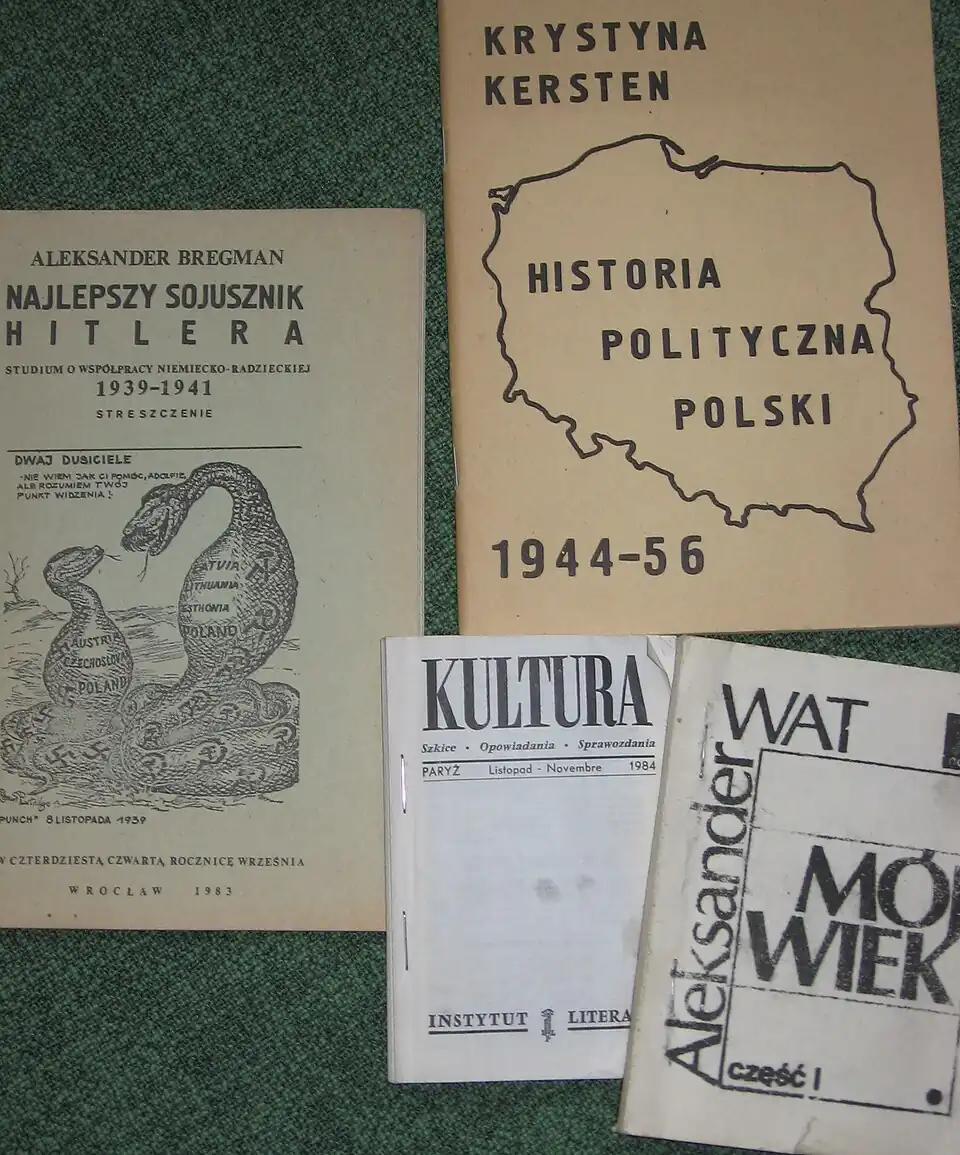 KRYSTYNA
KERSTEN
HISTORIA
POLITYCZNA
POLSKI
1944-56
ALEKSANDER BREGMAN
NAJLEPSZY SOJUSZNIK
HITLERA
STUDIUM O WSPÓŁPRACY NIEMIECKO-RADZIECKIEJ
1939-1941
STRESZCZENIE
DWAJ DUSICIELE
-NIE WIEM JAK CI POMÓC, ADOLFIE,
ALE ROZUMIEM TWÓJ
PUNKT WIDZENIA!
LATVIA
LITHUANIA
ESTHONIA
POLAND
AUSTRIA
CZECHOSLOVA
POLAND
PUNCH" 8 LISTOPADA 1939
W CZTERDZIESTĄ CZWARTĄ ROCZNICĘ WRZEŚNIA
WROCŁAW 1983
KULTURA
Szkice • Opowiadania • Sprawozdania
PARYŻ Listopad - Novembre 1984
INSTYTUT LITERA
Aleksander
WAT
MÓJ
WIEK
część I